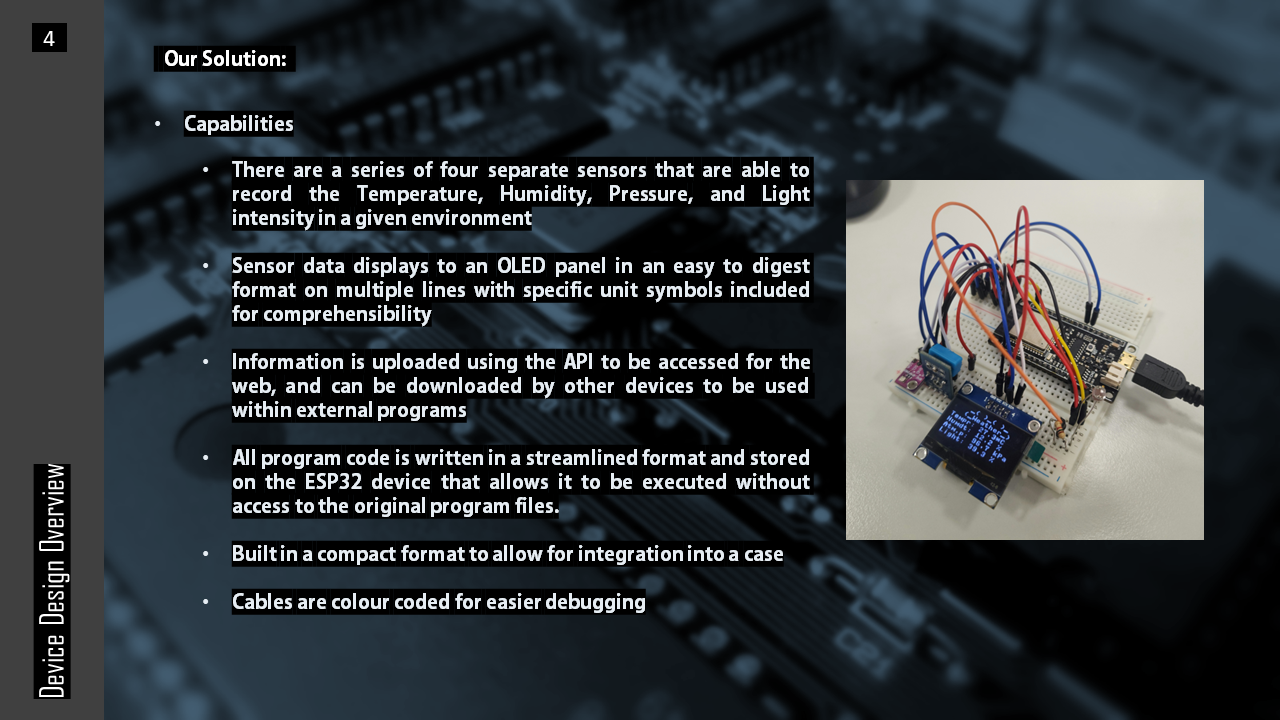 4
Our Solution:
• Capabilities
• There are a series of four separate sensors that are able to
record the Temperature, Humidity, Pressure, and Light
intensity in a given environment
• Sensor data displays to an OLED panel in an easy to digest
format on multiple lines with specific unit symbols included
for comprehensibility
• Information is uploaded using the API to be accessed for the
web, and can be downloaded by other devices to be used
within external programs
• All program code is written in a streamlined format and stored
on the ESP32 device that allows it to be executed without
access to the original program files.
• Built in a compact format to allow for integration into a case
• Cables are colour coded for easier debugging
Device Design Overview
C21